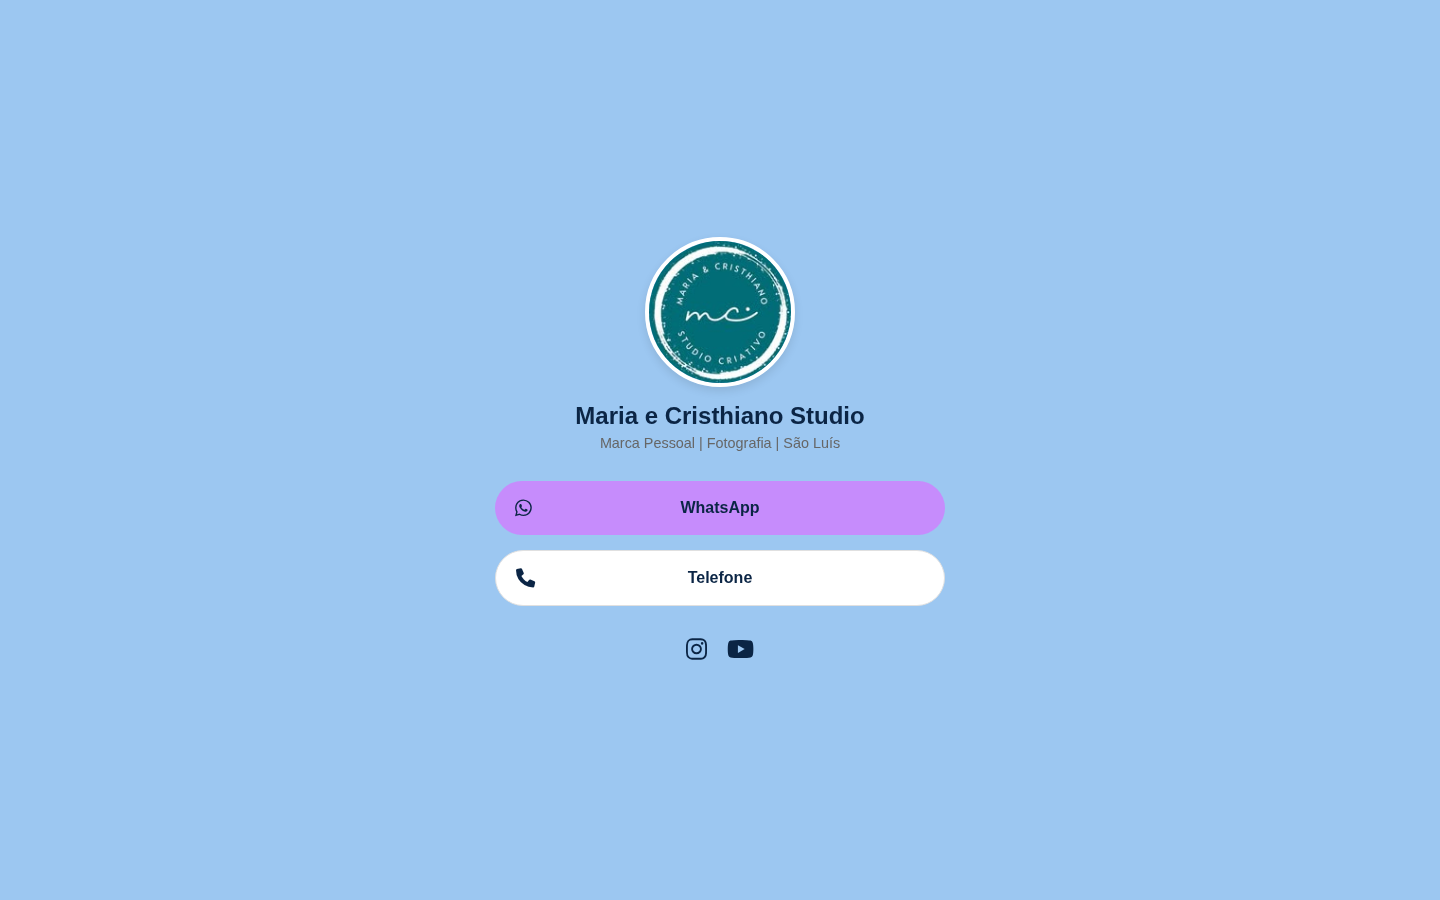 MARIA & CRISTHIANO
mc
STUDIO CRIATIVO
Maria e Cristhiano Studio
Marca Pessoal | Fotografia | São Luís
WhatsApp
Telefone